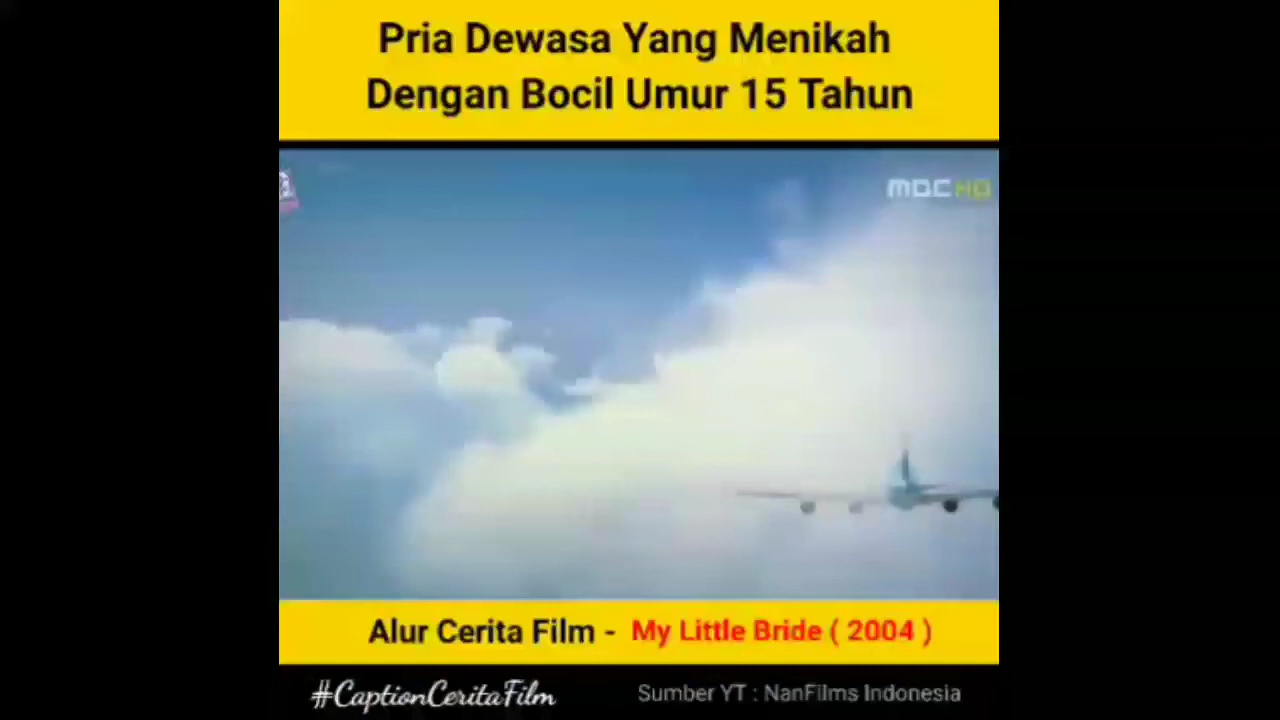 Pria Dewasa Yang Menikah
Dengan Bocil Umur 15 Tahun
MBC HD
Alur Cerita Film - My Little Bride ( 2004 )
#CaptionCeritaFilm
Sumber YT : NanFilms Indonesia